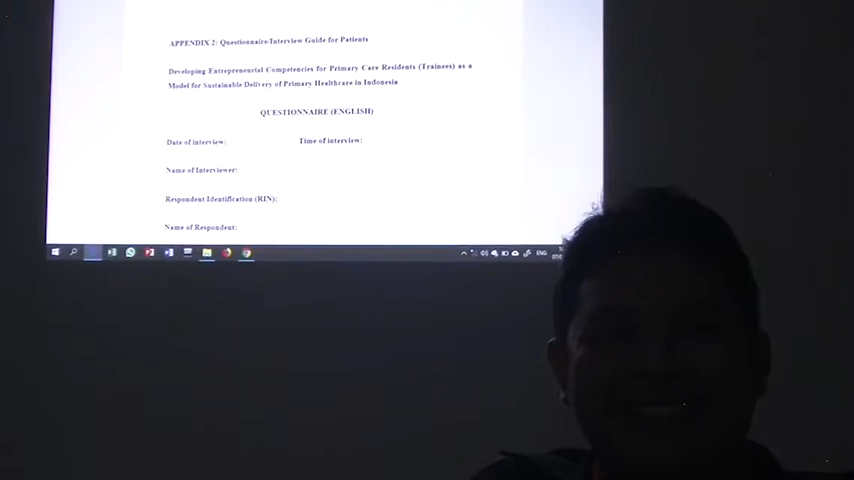 APPENDIX 2: Questionnaire/Interview Guide for Patients
Developing Entrepreneurial Competencies for Primary Care Residents (Trainees) as a
Model for Sustainable Delivery of Primary Healthcare in Indonesia
QUESTIONNAIRE (ENGLISH)
Date of interview: Time of interview:
Name of Interviewer:
Respondent Identification (RIN):
Name of Respondent:
ENG